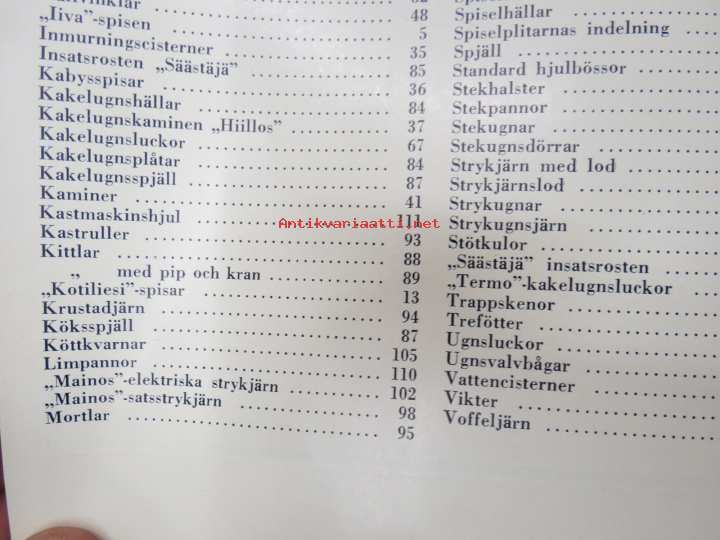 48
„Iiva”-spisen 5
Inmurningscisterner 35
Insatsrosten „Säästäjä” 85
Kabysspisar 36
Kakelugnshällar 84
Kakelugnskaminen „Hiillos” 37
Kakelugnsluckor 67
Kakelugnsplåtar 84
Kakelugnsspjäll 87
Kaminer 41
Kastmaskinshjul 111
Kastruller 93
Kittlar 88
„ med pip och kran 89
„Kotiliesi”-spisar 13
Krustadjärn 94
Köksspjäll 87
Köttkvarnar 105
Limpannor 110
„Mainos”-elektriska strykjärn 102
„Mainos”-satsstrykjärn 98
Mortlar 95
Spiselhällar
Spiselplitarnas indelning
Spjäll
Standard hjulbössor
Stekhalster
Stekpannor
Stekugnar
Stekugnsdörrar
Strykjärn med lod
Strykjärnslod
Strykugnar
Strykugnsjärn
Stötkulor
„Säästäjä” insatsrosten
„Termo”-kakelugnsluckor
Trappskenor
Trefötter
Ugnsluckor
Ugnsvalvbågar
Vattencisterner
Vikter
Voffeljärn
Antikvariaatti.net